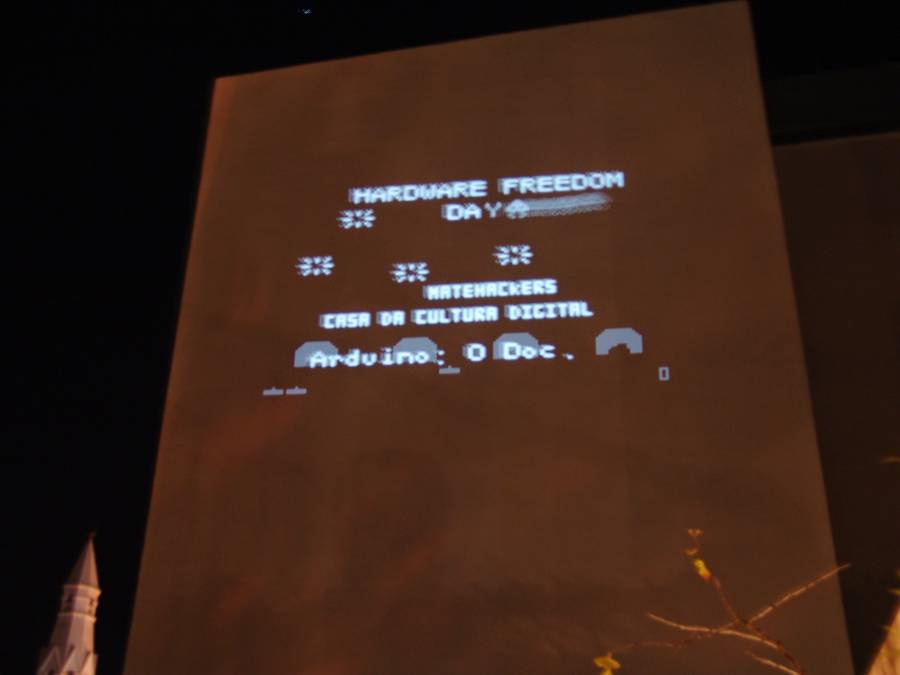 HARDWARE FREEDOM
DAY
MATEHACKERS
CASA DA CULTURA DIGITAL
Arduino: O Doc.